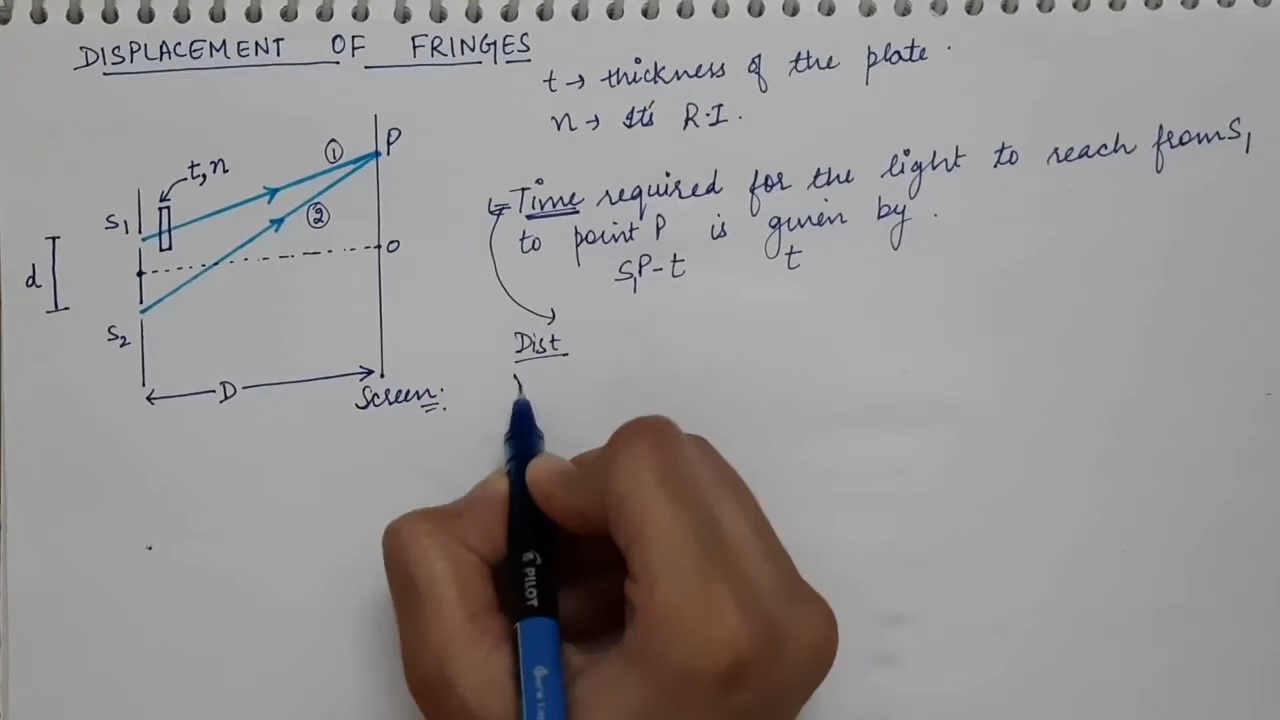 DISPLACEMENT OF FRINGES
t → thickness of the plate.
n → It's R.I.
Time required for the light to reach from S₁
to point P is given by.
S₁P-t t
Dist
① P
t,n
S₁
②
O
d
S₂
D
Screen:
PILOT